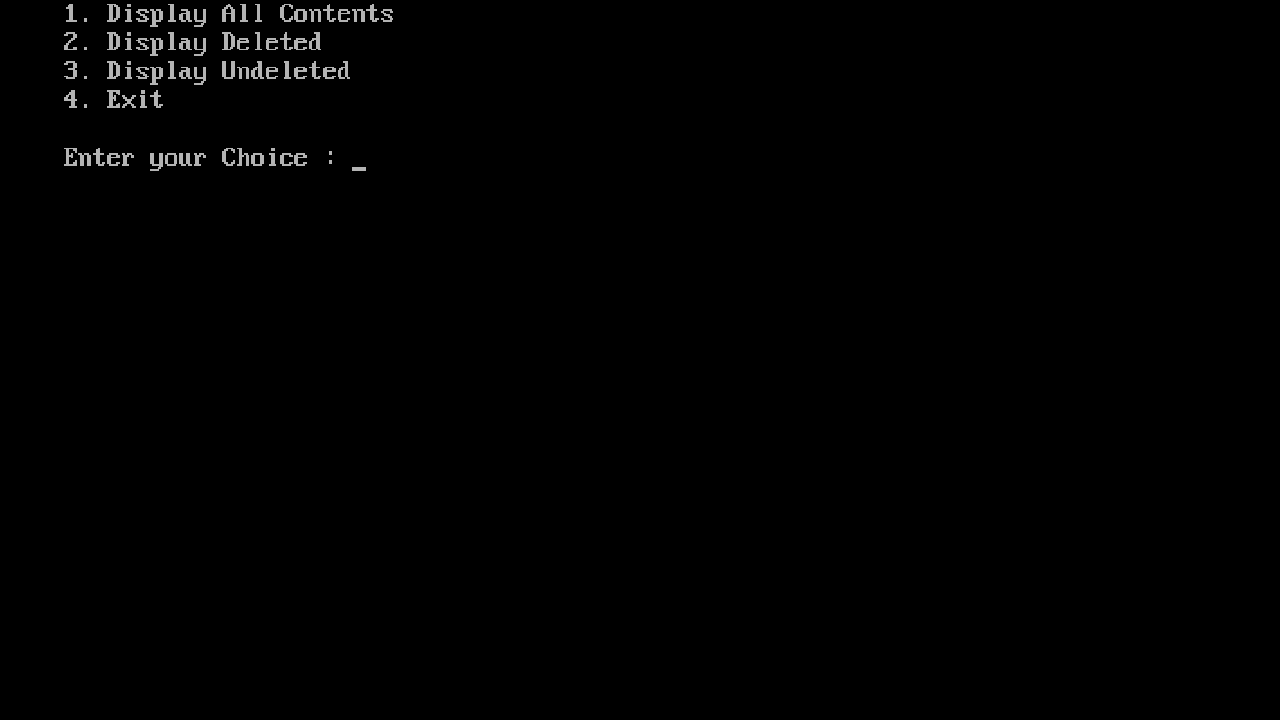 1. Display All Contents
2. Display Deleted
3. Display Undeleted
4. Exit
Enter your Choice : _